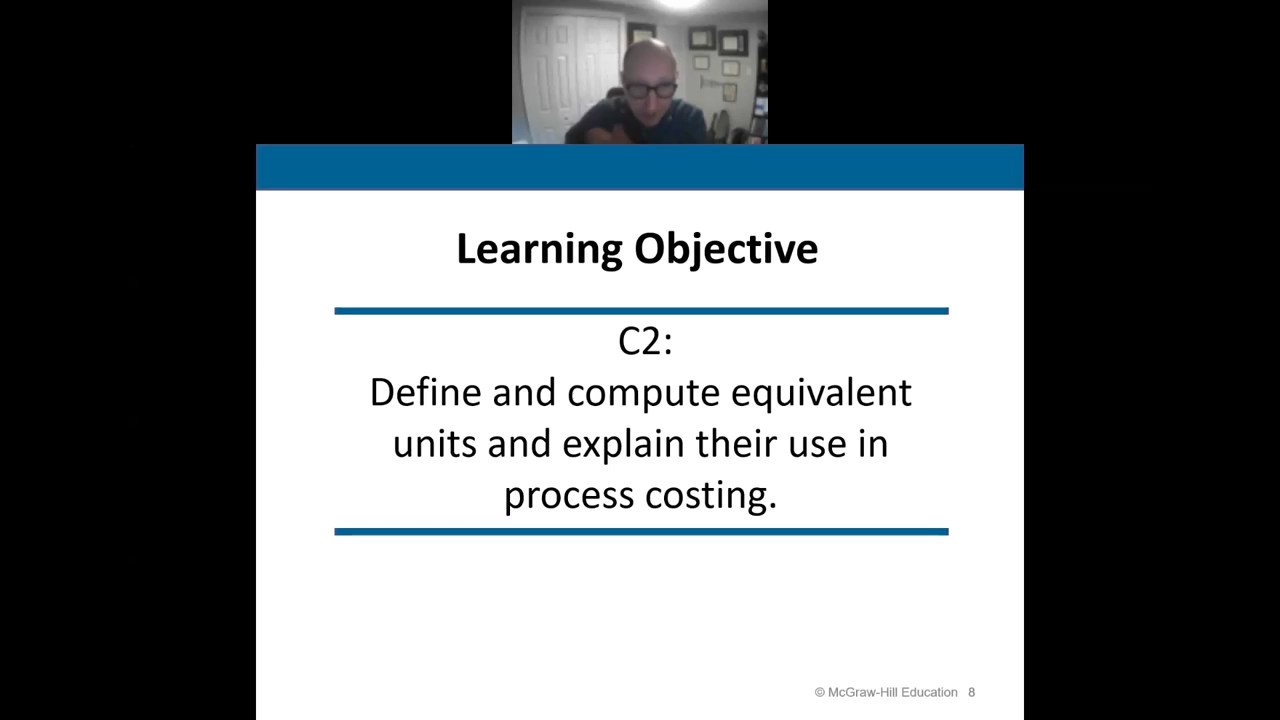 Learning Objective
C2:
Define and compute equivalent
units and explain their use in
process costing.
© McGraw-Hill Education 8